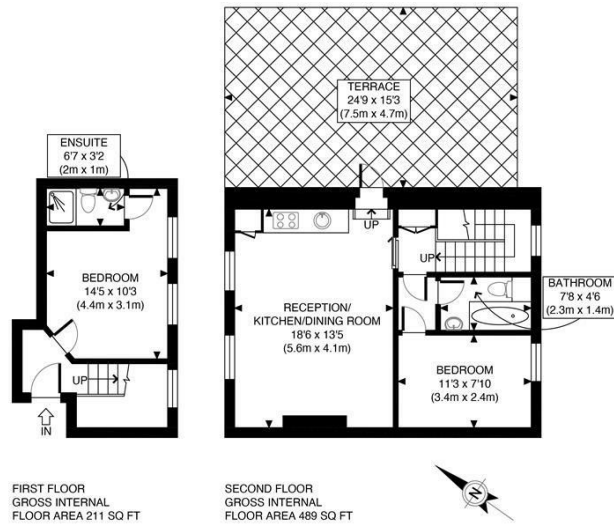 TERRACE
24'9 x 15'3
(7.5m x 4.7m)
ENSUITE
6'7 x 3'2
(2m x 1m)
BEDROOM
14'5 x 10'3
(4.4m x 3.1m)
UP
IN
UP
UP
RECEPTION/
KITCHEN/DINING ROOM
18'6 x 13'5
(5.6m x 4.1m)
BATHROOM
7'8 x 4'6
(2.3m x 1.4m)
BEDROOM
11'3 x 7'10
(3.4m x 2.4m)
N
FIRST FLOOR
GROSS INTERNAL
FLOOR AREA 211 SQ FT
SECOND FLOOR
GROSS INTERNAL
FLOOR AREA 489 SQ FT